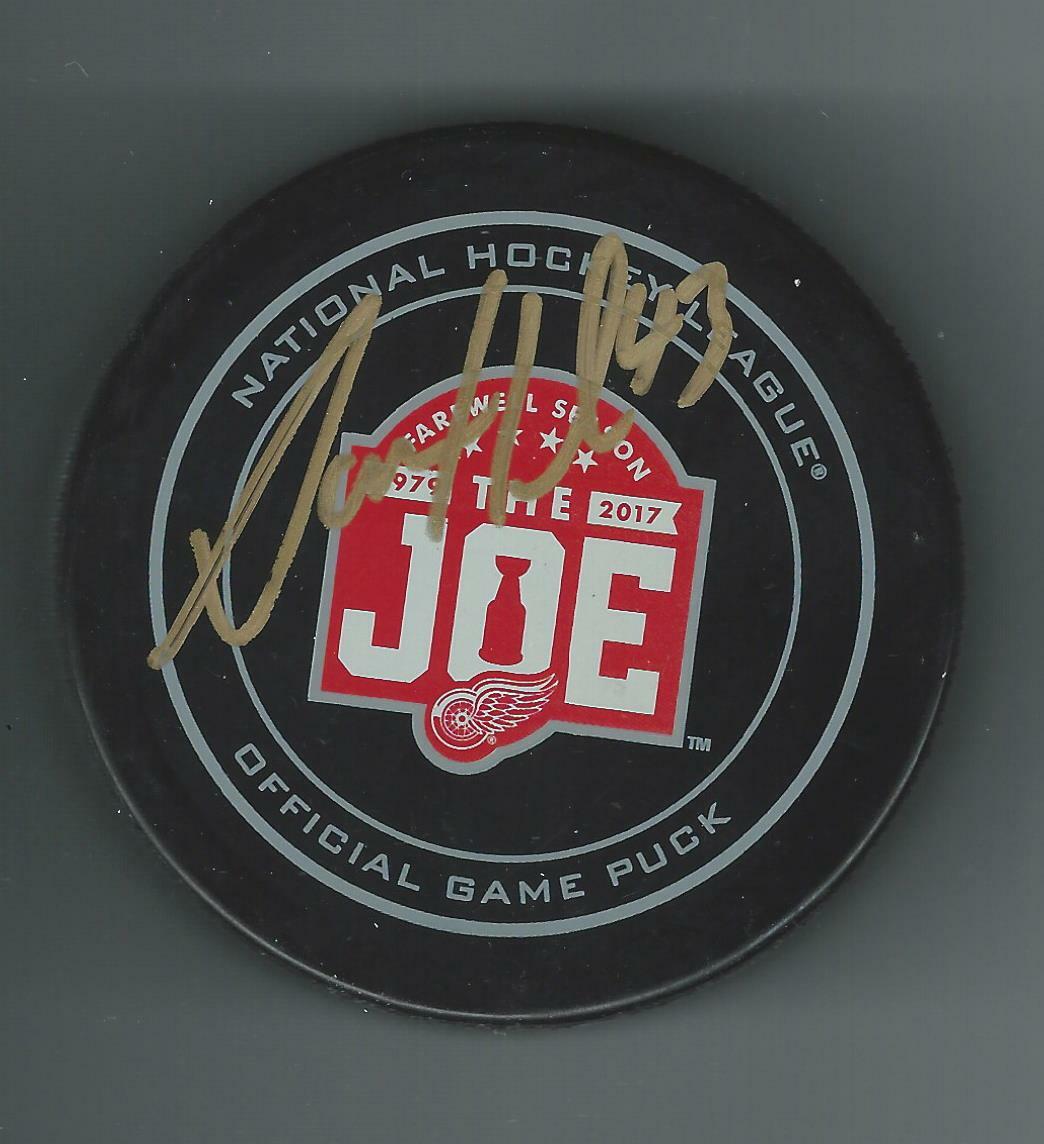 NATIONAL HOCKEY LEAGUE®
FAREWELL SEASON
1979 THE 2017
JOE
®
TM
OFFICIAL GAME PUCK